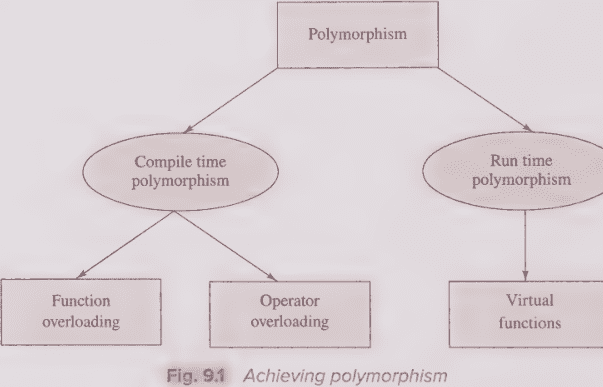 Polymorphism
Compile time
polymorphism
Run time
polymorphism
Function
overloading
Operator
overloading
Virtual
functions
Fig. 9.1 Achieving polymorphism